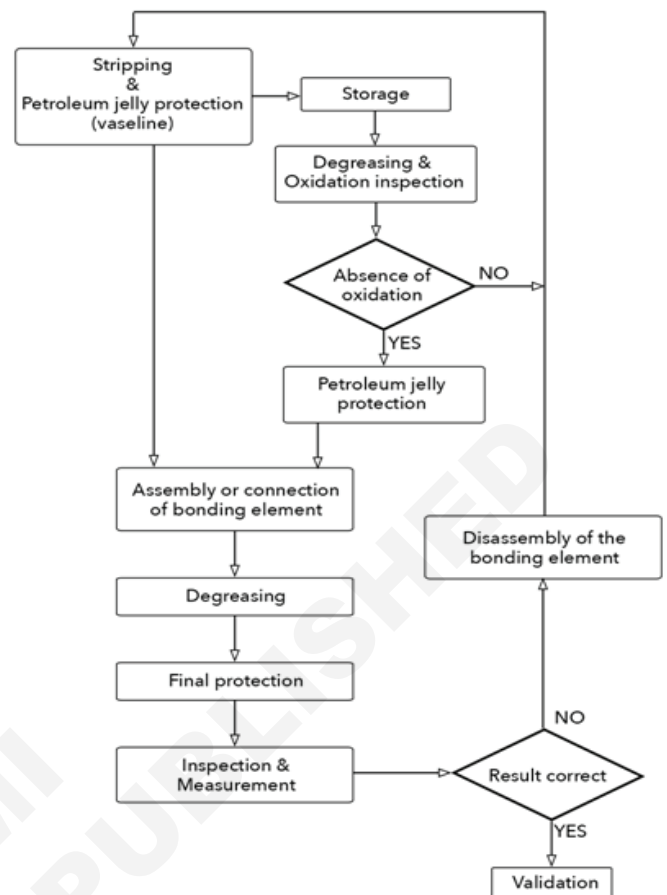 Stripping
&
Petroleum jelly protection
(vaseline)
Storage
Degreasing &
Oxidation inspection
Absence of
oxidation
NO
YES
Petroleum jelly
protection
Assembly or connection
of bonding element
Disassembly of the
bonding element
Degreasing
Final protection
NO
Inspection &
Measurement
Result correct
YES
Validation
MI
PUBLISHED